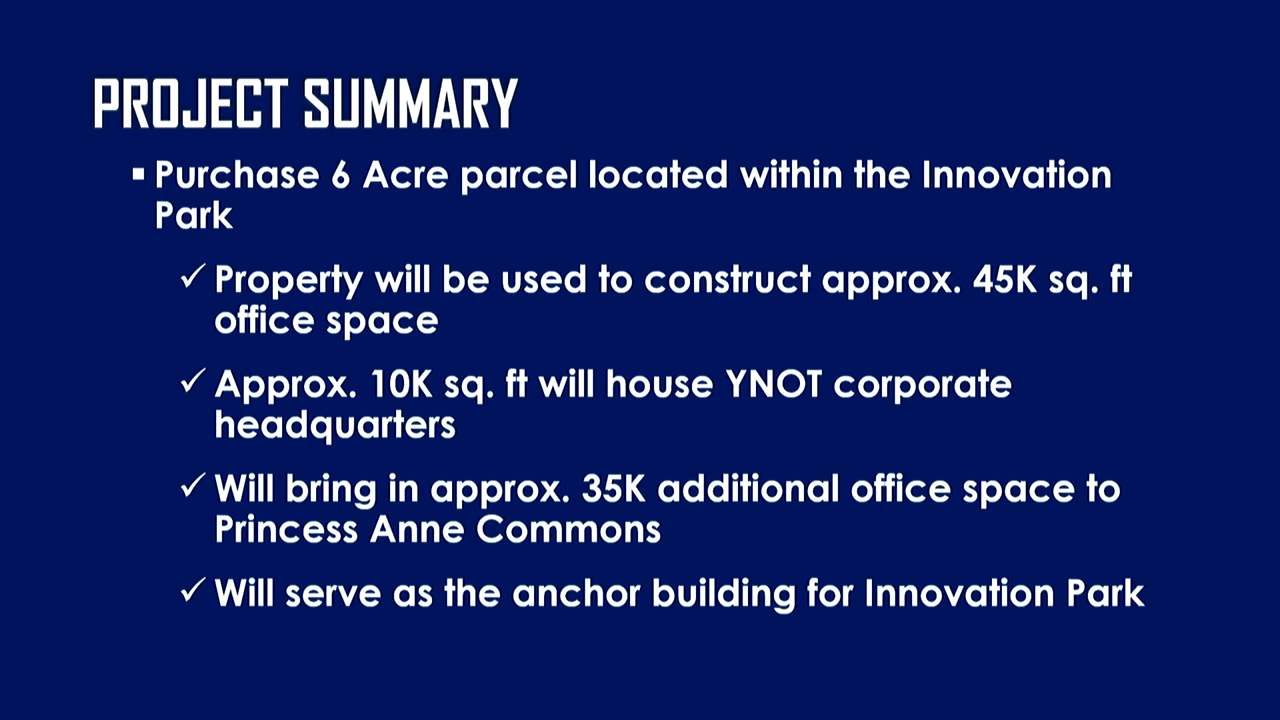 PROJECT SUMMARY
▪ Purchase 6 Acre parcel located within the Innovation
Park
✓ Property will be used to construct approx. 45K sq. ft
office space
✓ Approx. 10K sq. ft will house YNOT corporate
headquarters
✓ Will bring in approx. 35K additional office space to
Princess Anne Commons
✓ Will serve as the anchor building for Innovation Park